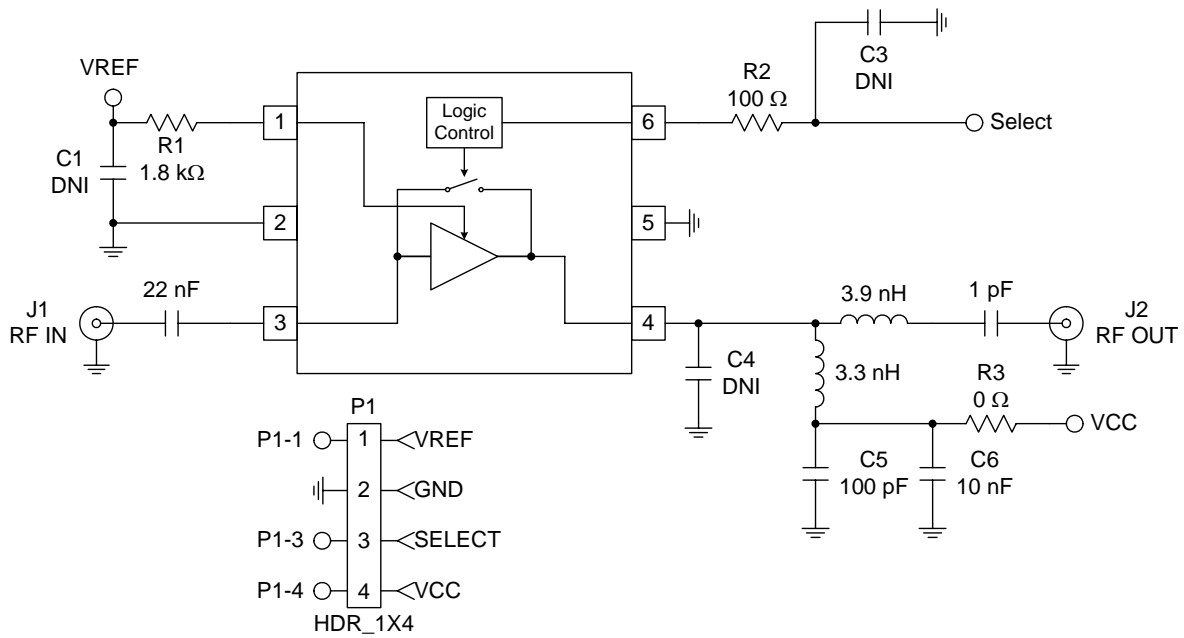 VREF
R1
1.8 kΩ
C1
DNI
1
2
J1
RF IN
22 nF
3
Logic
Control
6
5
4
R2
100 Ω
C3
DNI
Select
C4
DNI
3.9 nH
1 pF
J2
RF OUT
3.3 nH
R3
0 Ω
VCC
C5
100 pF
C6
10 nF
P1
P1-1 1 VREF
2 GND
P1-3 3 SELECT
P1-4 4 VCC
HDR_1X4